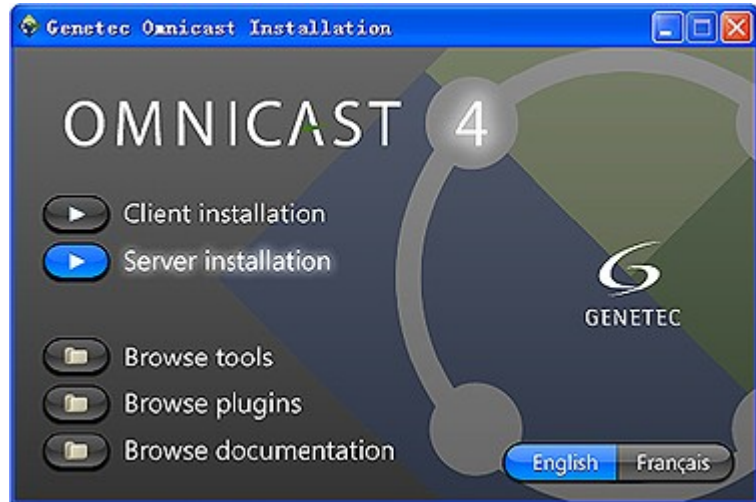 Genetec Omnicast Installation
OMNICAST 4
Client installation
Server installation
GENETEC
Browse tools
Browse plugins
Browse documentation
English Français